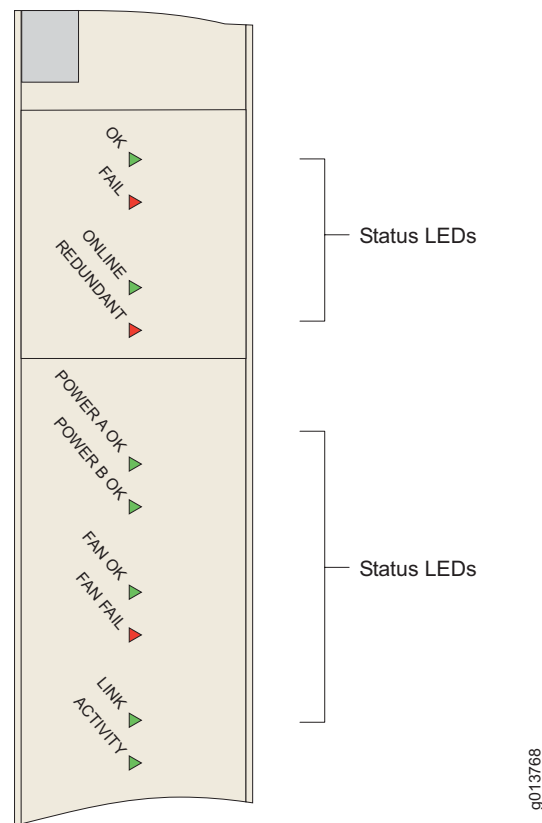 OK
FAIL
ONLINE
REDUNDANT
Status LEDs
POWER A OK
POWER B OK
FAN OK
FAN FAIL
LINK
ACTIVITY
Status LEDs
g013768